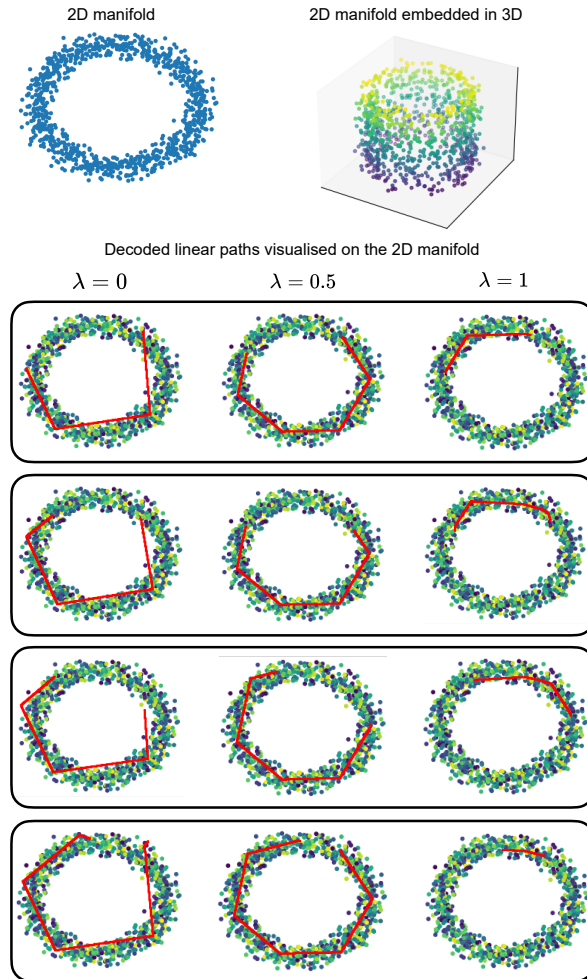 2D manifold
2D manifold embedded in 3D
Decoded linear paths visualised on the 2D manifold
λ = 0
λ = 0.5
λ = 1